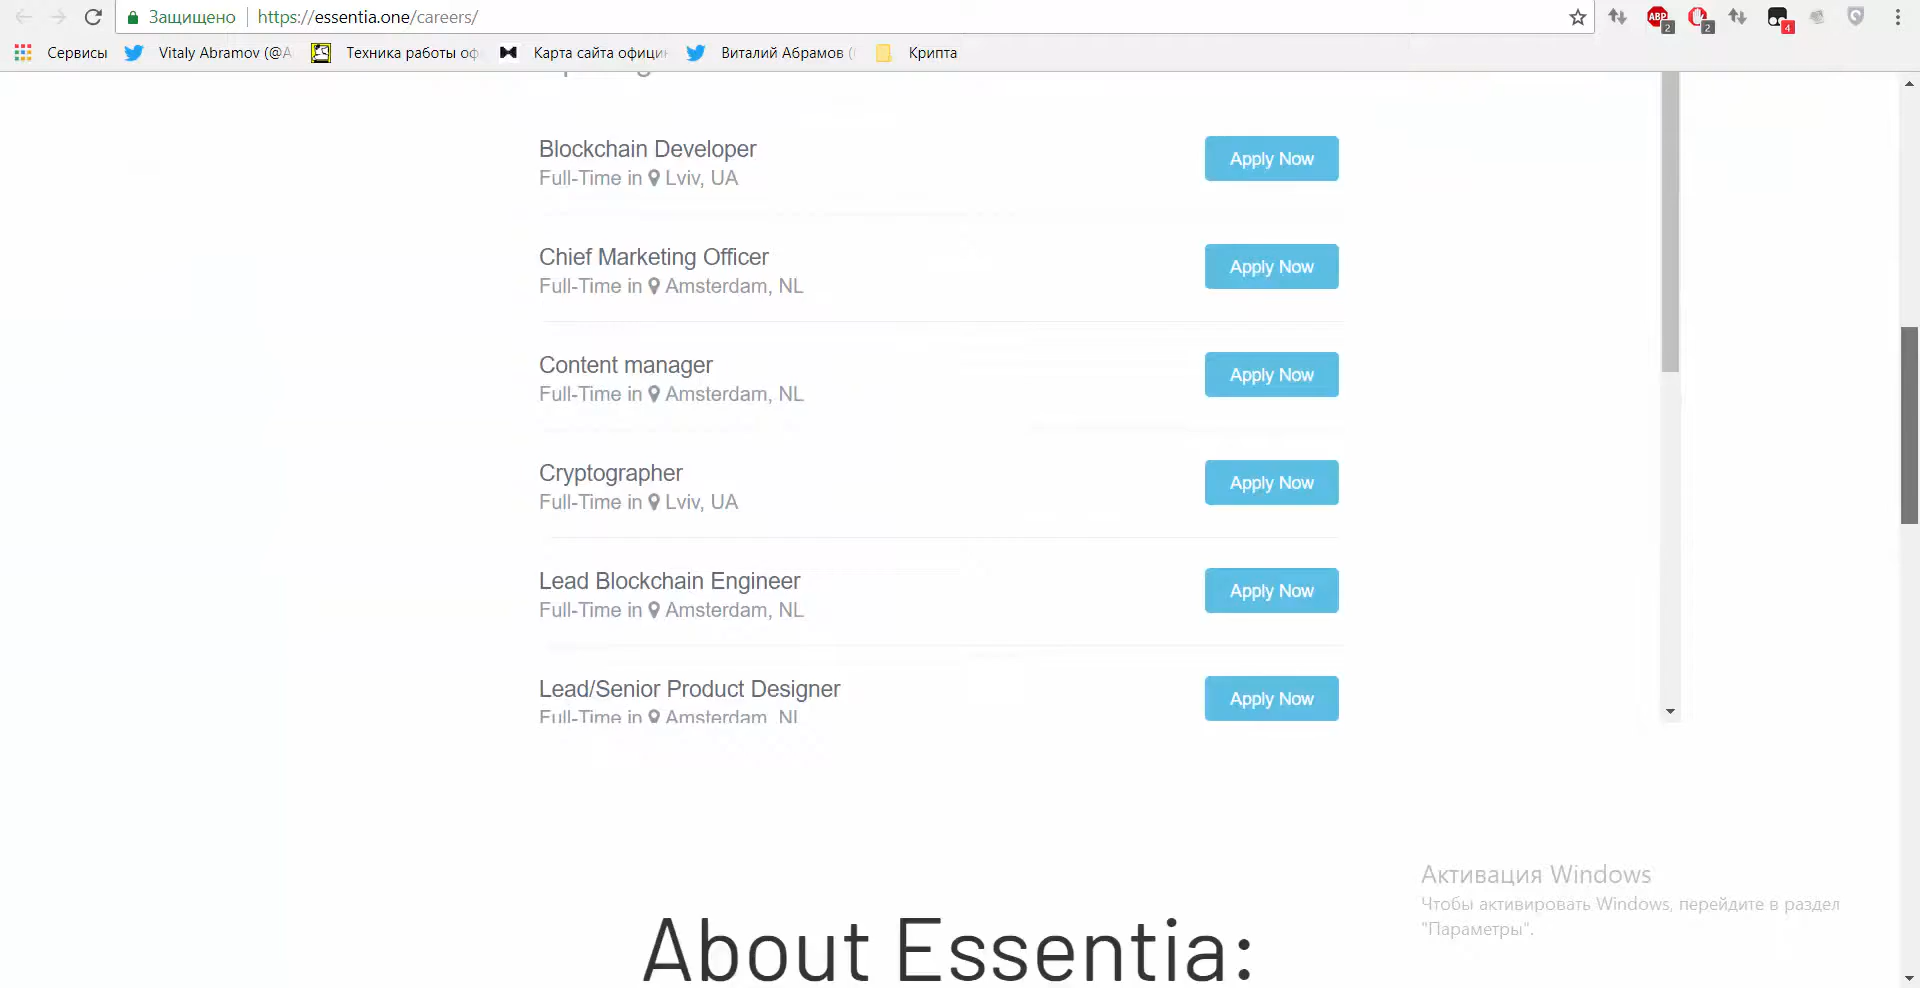 Защищено https://essentia.one/careers/
2 2 4
Сервисы Vitaly Abramov (@A Техника работы оф Карта сайта официн Виталий Абрамов ( Крипта
Blockchain Developer
Full-Time in Lviv, UA
Apply Now
Chief Marketing Officer
Full-Time in Amsterdam, NL
Apply Now
Content manager
Full-Time in Amsterdam, NL
Apply Now
Cryptographer
Full-Time in Lviv, UA
Apply Now
Lead Blockchain Engineer
Full-Time in Amsterdam, NL
Apply Now
Lead/Senior Product Designer
Full-Time in Amsterdam, NL
Apply Now
About Essentia:
Активация Windows
Чтобы активировать Windows, перейдите в раздел
"Параметры".